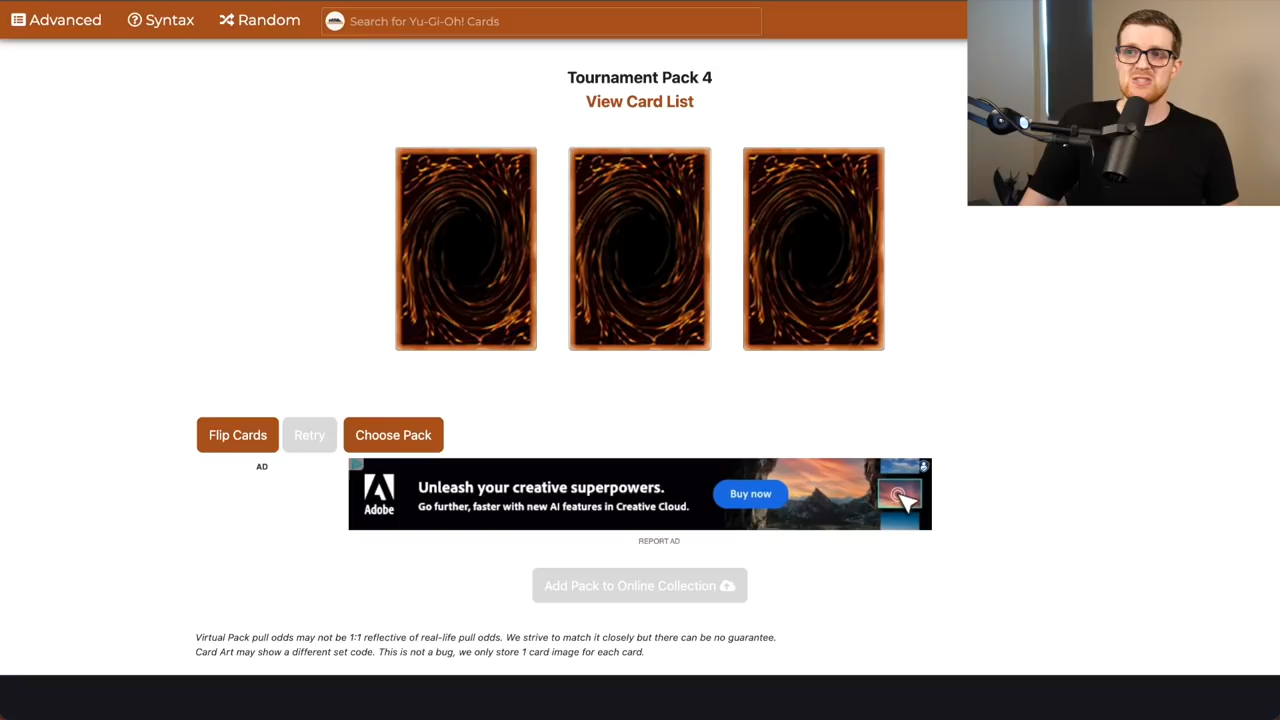 Advanced
Syntax
Random
Search for Yu-Gi-Oh! Cards
Tournament Pack 4
View Card List
Flip Cards
Retry
Choose Pack
AD
Adobe
Unleash your creative superpowers.
Go further, faster with new AI features in Creative Cloud.
Buy now
REPORT AD
Add Pack to Online Collection
Virtual Pack pull odds may not be 1:1 reflective of real-life pull odds. We strive to match it closely but there can be no guarantee.
Card Art may show a different set code. This is not a bug, we only store 1 card image for each card.